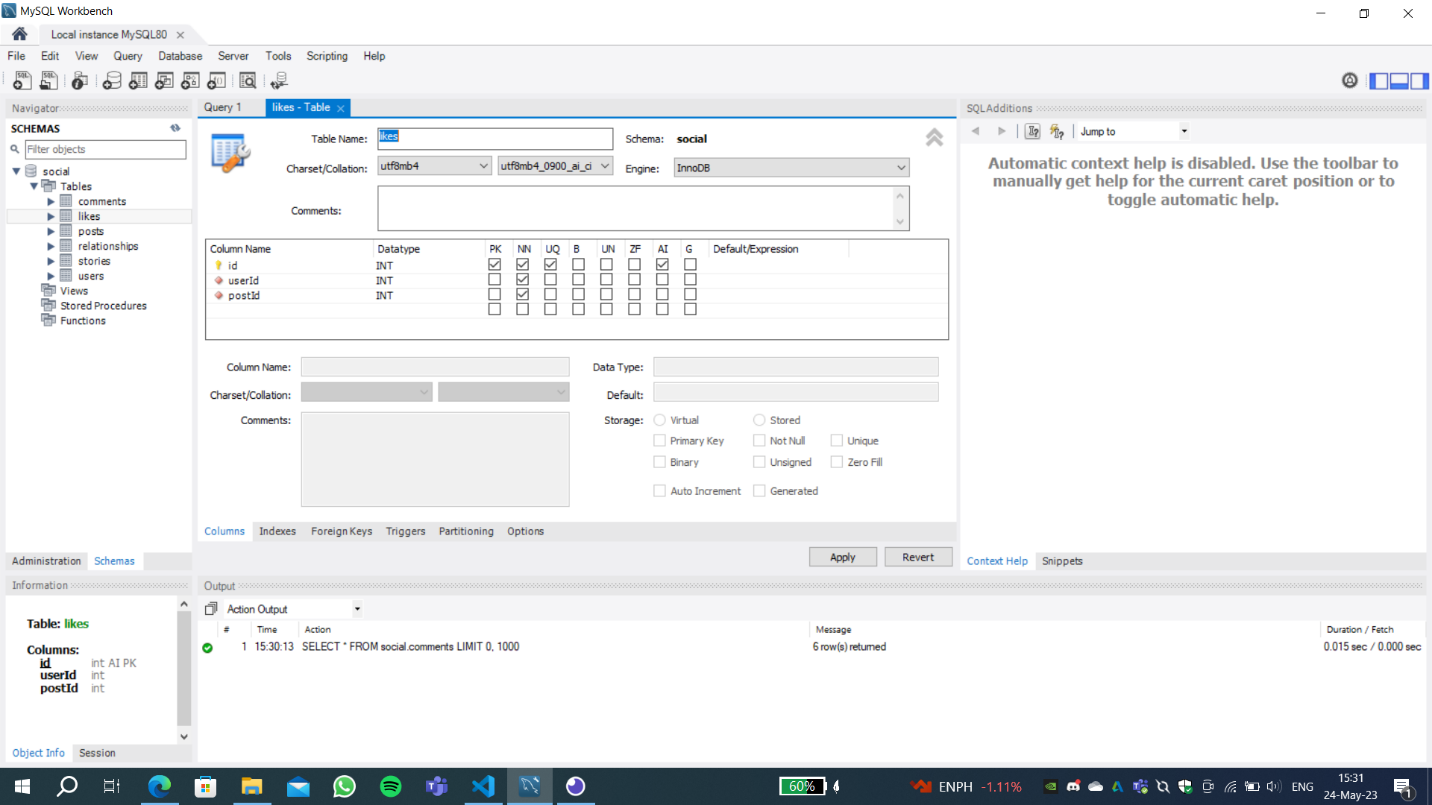 MySQL Workbench
Local instance MySQL80
File Edit View Query Database Server Tools Scripting Help
Navigator
SCHEMAS
Filter objects
social
Tables
comments
likes
posts
relationships
stories
users
Views
Stored Procedures
Functions
Administration Schemas
Information
Table: likes
Columns:
id int AI PK
userId int
postId int
Object Info Session
Query 1 likes - Table
Table Name: likes Schema: social
Charset/Collation: utf8mb4 utf8mb4_0900_ai_ci Engine: InnoDB
Comments:
Column Name Datatype PK NN UQ B UN ZF AI G Default/Expression
id INT
userId INT
postId INT
Column Name: Data Type:
Charset/Collation: Default:
Comments: Storage: Virtual Stored
Primary Key Not Null Unique
Binary Unsigned Zero Fill
Auto Increment Generated
Columns Indexes Foreign Keys Triggers Partitioning Options
Apply Revert
Output
Action Output
# Time Action Message Duration / Fetch
1 15:30:13 SELECT * FROM social.comments LIMIT 0, 1000 6 row(s) returned 0.015 sec / 0.000 sec
SQLAdditions
Jump to
Automatic context help is disabled. Use the toolbar to
manually get help for the current caret position or to
toggle automatic help.
Context Help Snippets
60% ENPH -1.11% ENG 15:31
24-May-23
1